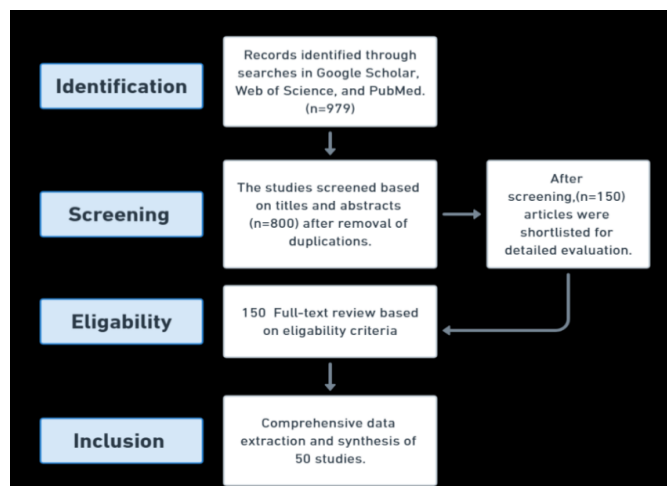 Identification
Records identified through
searches in Google Scholar,
Web of Science, and PubMed.
(n=979)
Screening
The studies screened based
on titles and abstracts
(n=800) after removal of
duplications.
After
screening,(n=150)
articles were
shortlisted for
detailed evaluation.
Eligability
150 Full-text review based
on eligability criteria
Inclusion
Comprehensive data
extraction and synthesis of
50 studies.